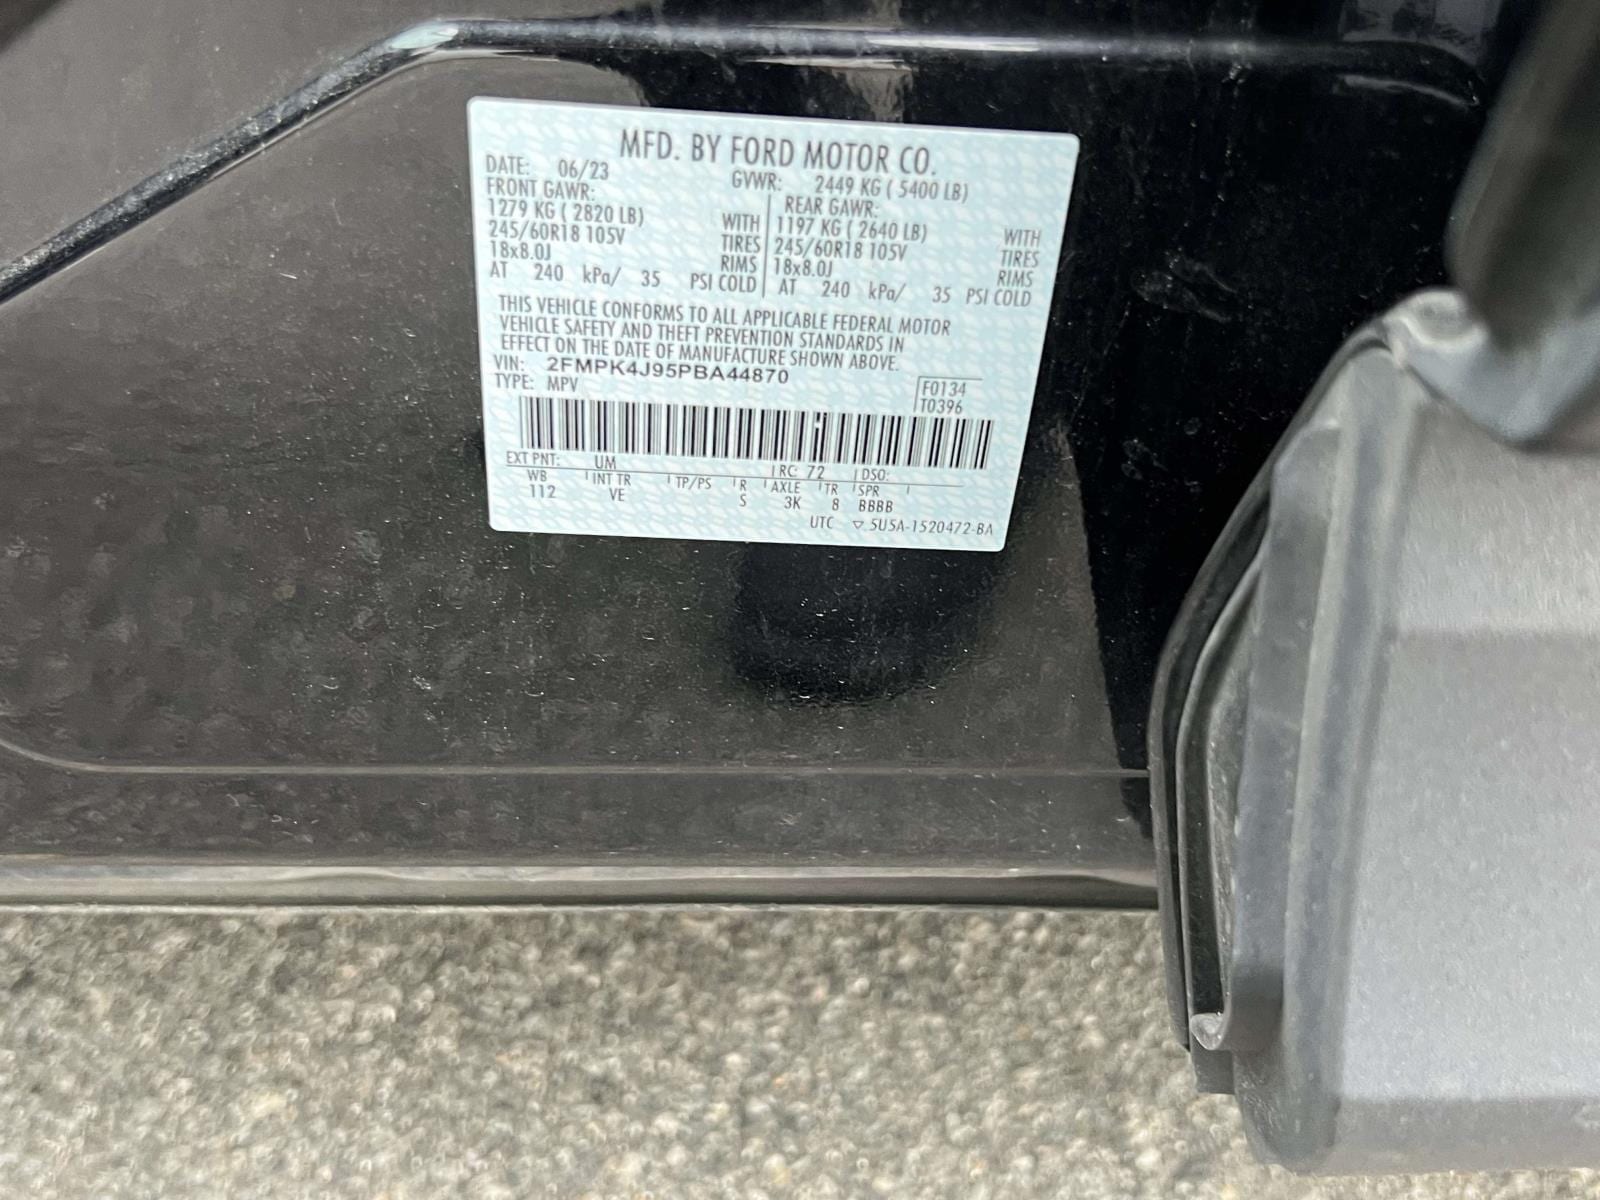 MFD. BY FORD MOTOR CO.
DATE: 06/23 GVWR: 2449 KG ( 5400 LB)
FRONT GAWR: REAR GAWR:
1279 KG ( 2820 LB) WITH 1197 KG ( 2640 LB) WITH
245/60R18 105V TIRES 245/60R18 105V TIRES
18x8.0J RIMS 18x8.0J RIMS
AT 240 kPa/ 35 PSI COLD AT 240 kPa/ 35 PSI COLD
THIS VEHICLE CONFORMS TO ALL APPLICABLE FEDERAL MOTOR
VEHICLE SAFETY AND THEFT PREVENTION STANDARDS IN
EFFECT ON THE DATE OF MANUFACTURE SHOWN ABOVE.
VIN: 2FMPK4J95PBA44870
TYPE: MPV F0134
T0396
EXT PNT: UM RC: 72 DSO:
WB INT TR TP/PS R AXLE TR SPR
112 VE S 3K 8 BBBB
UTC ▽ 5U5A-1520472-BA